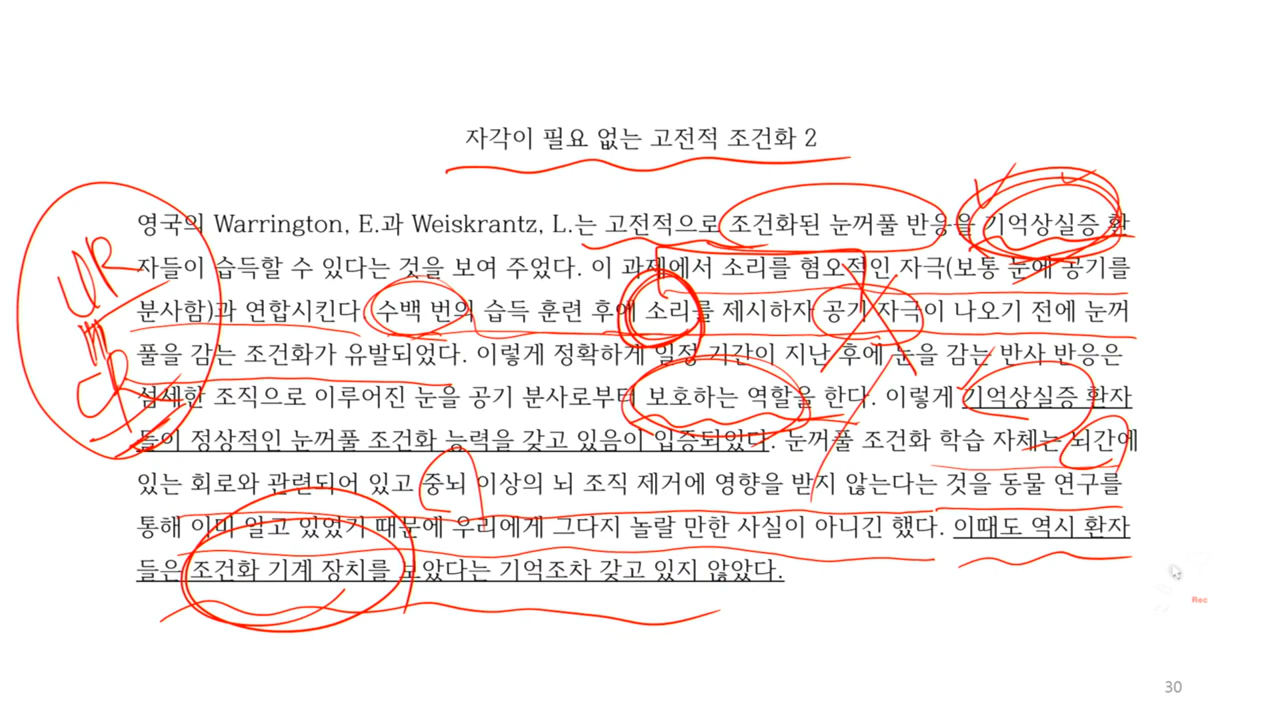 자각이 필요 없는 고전적 조건화 2
영국의 Warrington, E.과 Weiskrantz, L.는 고전적으로 조건화된 눈꺼풀 반응을 기억상실증 환
자들이 습득할 수 있다는 것을 보여 주었다. 이 과제에서 소리를 혐오적인 자극(보통 눈에 공기를
분사함)과 연합시킨다. 수백 번의 습득 훈련 후에 소리를 제시하자 공기 자극이 나오기 전에 눈꺼
풀을 감는 조건화가 유발되었다. 이렇게 정확하게 일정 기간이 지난 후에 눈을 감는 반사 반응은
섬세한 조직으로 이루어진 눈을 공기 분사로부터 보호하는 역할을 한다. 이렇게 기억상실증 환자
들이 정상적인 눈꺼풀 조건화 능력을 갖고 있음이 입증되었다. 눈꺼풀 조건화 학습 자체는 뇌간에
있는 회로와 관련되어 있고 중뇌 이상의 뇌 조직 제거에 영향을 받지 않는다는 것을 동물 연구를
통해 이미 알고 있었기 때문에 우리에게 그다지 놀랄 만한 사실이 아니긴 했다. 이때도 역시 환자
들은 조건화 기계 장치를 보았다는 기억조차 갖고 있지 않았다.
UR
CR
Rec
30